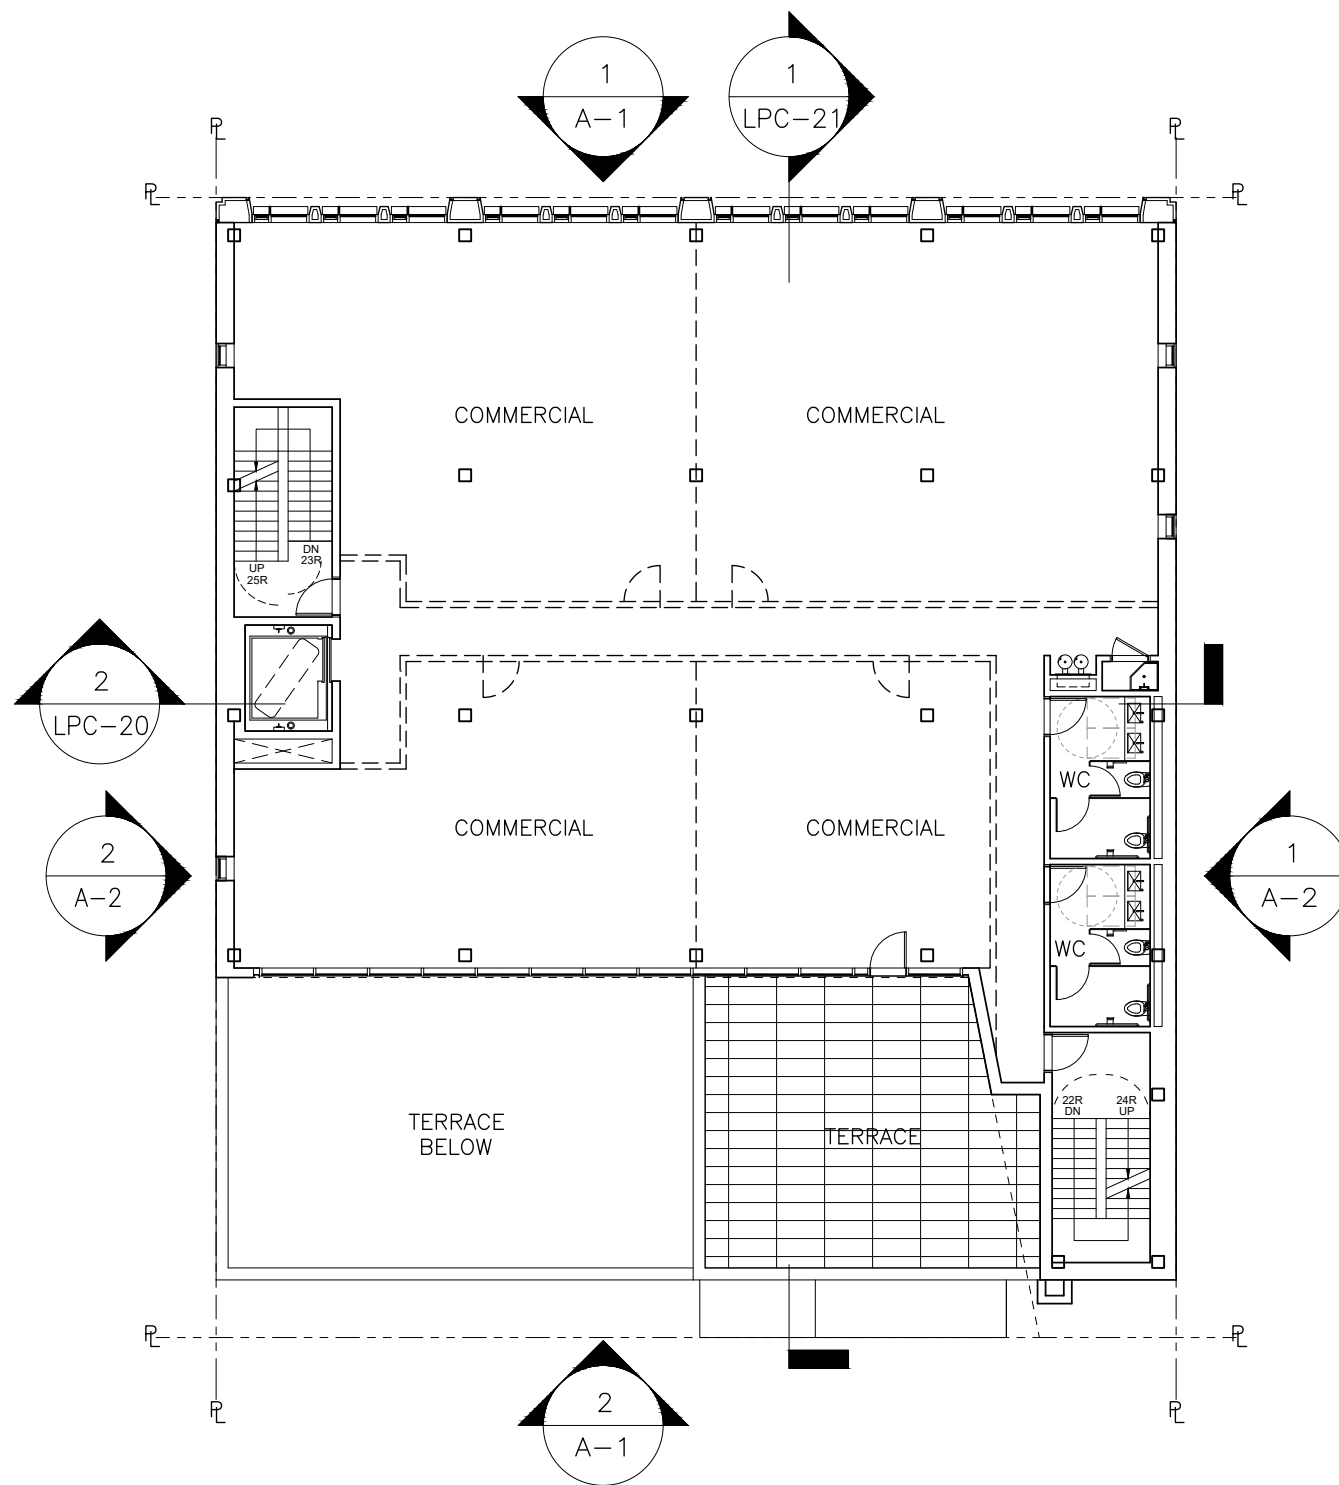 1
A-1
1
LPC-21
PL
PL
PL
PL
COMMERCIAL
COMMERCIAL
DN
23R
UP
25R
2
LPC-20
WC
2
A-2
COMMERCIAL
COMMERCIAL
1
A-2
WC
22R
DN
24R
UP
TERRACE
BELOW
TERRACE
PL
PL
PL
PL
2
A-1